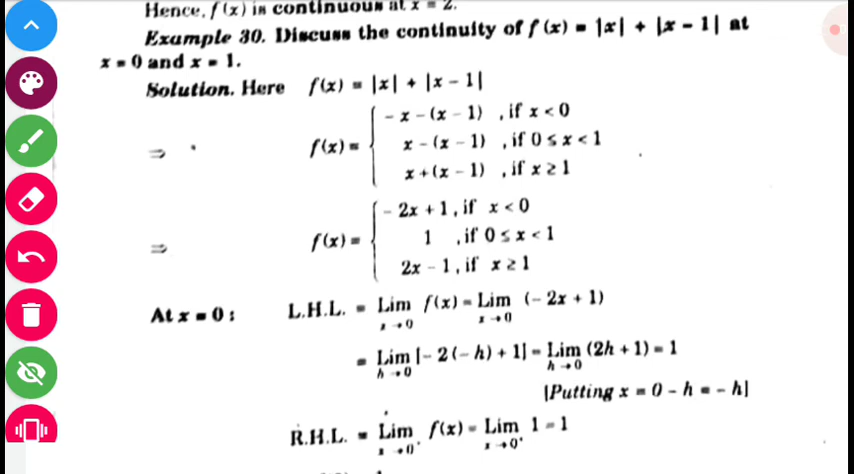 Hence, f(x) is continuous at x = 2.
Example 30. Discuss the continuity of f(x) = |x| + |x - 1| at
x = 0 and x = 1.
Solution. Here f(x) = |x| + |x - 1|
- x - (x - 1) , if x < 0
⇒ f(x) = { x - (x - 1) , if 0 ≤ x < 1
x + (x - 1) , if x ≥ 1
- 2x + 1, if x < 0
⇒ f(x) = { 1 , if 0 ≤ x < 1
2x - 1, if x ≥ 1
At x = 0 : L.H.L. = Lim f(x) = Lim (- 2x + 1)
x → 0 x → 0
= Lim [- 2(- h) + 1] = Lim (2h + 1) = 1
h → 0 h → 0
|Putting x = 0 - h = - h]
R.H.L. = Lim f(x) = Lim 1 = 1
x → 0⁺ x → 0⁺